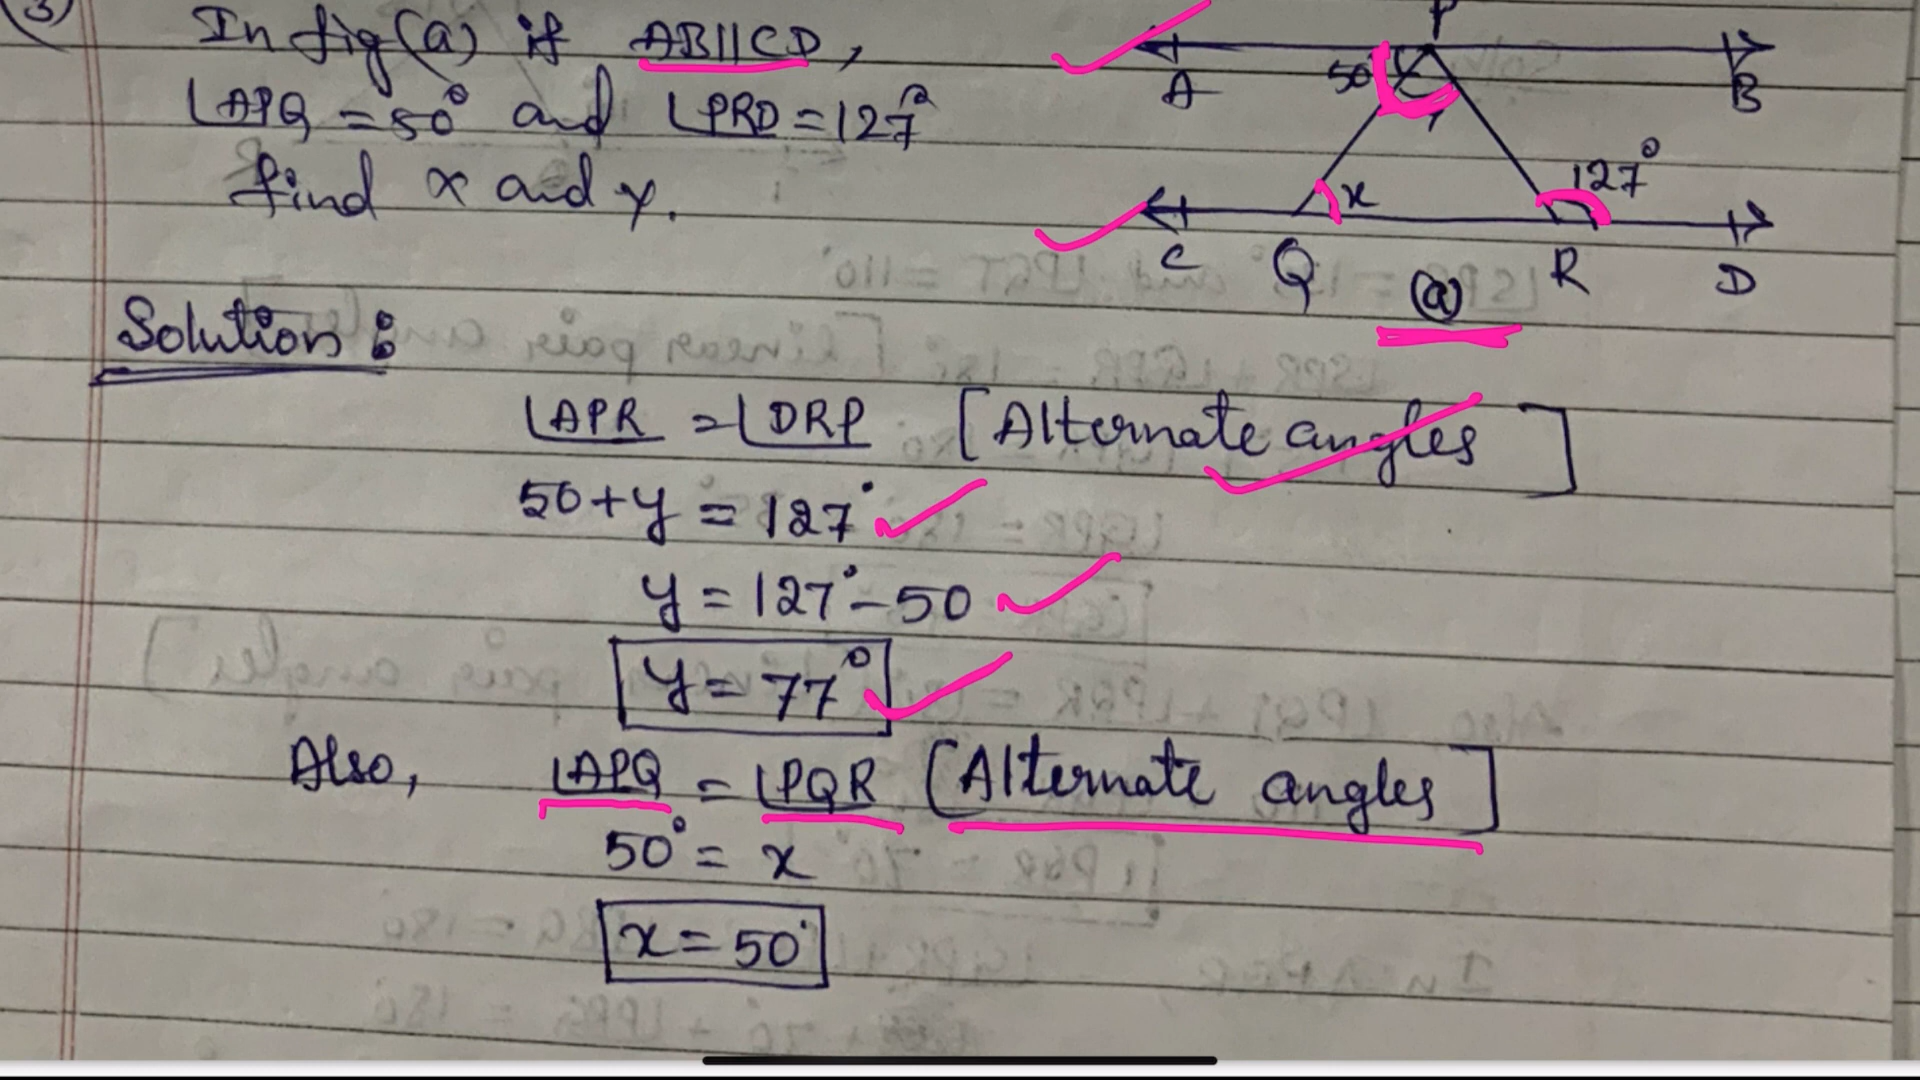 (3) In fig(a) if AB||CD,
∠APQ = 50° and ∠PRD = 127°
find x and y.
P
A
B
50
y
x
127°
C
Q
R
D
(a)
Solution :
∠APR = ∠DRP [Alternate angles]
50 + y = 127°
y = 127° - 50
y = 77°
Also, ∠APQ = ∠PQR [Alternate angles]
50° = x
x = 50°